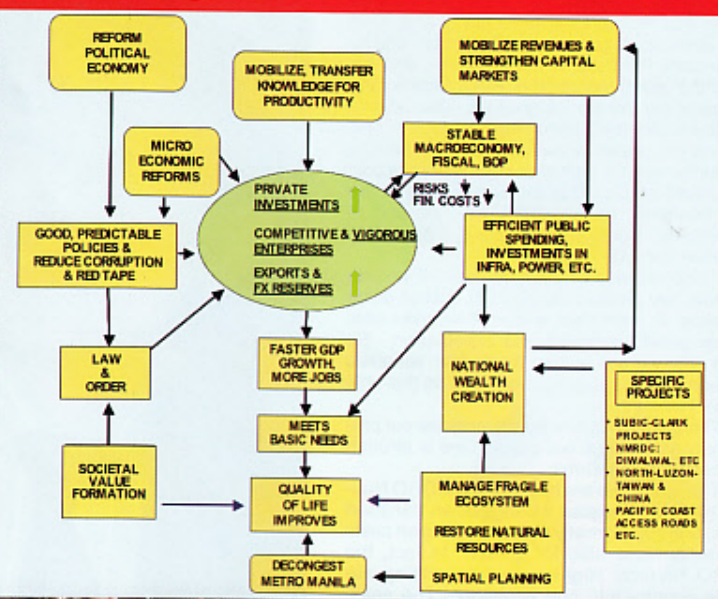 REFORM
POLITICAL
ECONOMY
MOBILIZE, TRANSFER
KNOWLEDGE FOR
PRODUCTIVITY
MOBILIZE REVENUES &
STRENGTHEN CAPITAL
MARKETS
MICRO
ECONOMIC
REFORMS
STABLE
MACROECONOMY,
FISCAL, BOP
RISKS
FIN. COSTS
PRIVATE
INVESTMENTS
COMPETITIVE & VIGOROUS
ENTERPRISES
EXPORTS &
FX RESERVES
GOOD, PREDICTABLE
POLICIES &
REDUCE CORRUPTION
& RED TAPE
EFFICIENT PUBLIC
SPENDING,
INVESTMENTS IN
INFRA, POWER, ETC.
LAW
&
ORDER
FASTER GDP
GROWTH,
MORE JOBS
NATIONAL
WEALTH
CREATION
SPECIFIC
PROJECTS
- SUBIC-CLARK
PROJECTS
- NMRDC:
DIWALWAL, ETC
- NORTH-LUZON-
TAIWAN &
CHINA
- PACIFIC COAST
ACCESS ROADS
- ETC.
MEETS
BASIC NEEDS
SOCIETAL
VALUE
FORMATION
QUALITY
OF LIFE
IMPROVES
MANAGE FRAGILE
ECOSYSTEM
RESTORE NATURAL
RESOURCES
SPATIAL PLANNING
DECONGEST
METRO MANILA